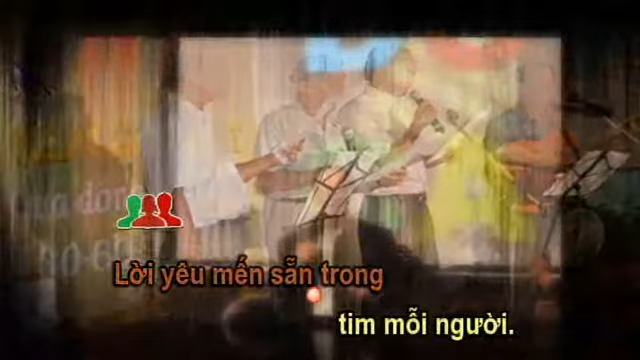 Lời yêu mến sẵn trong
tim mỗi người.